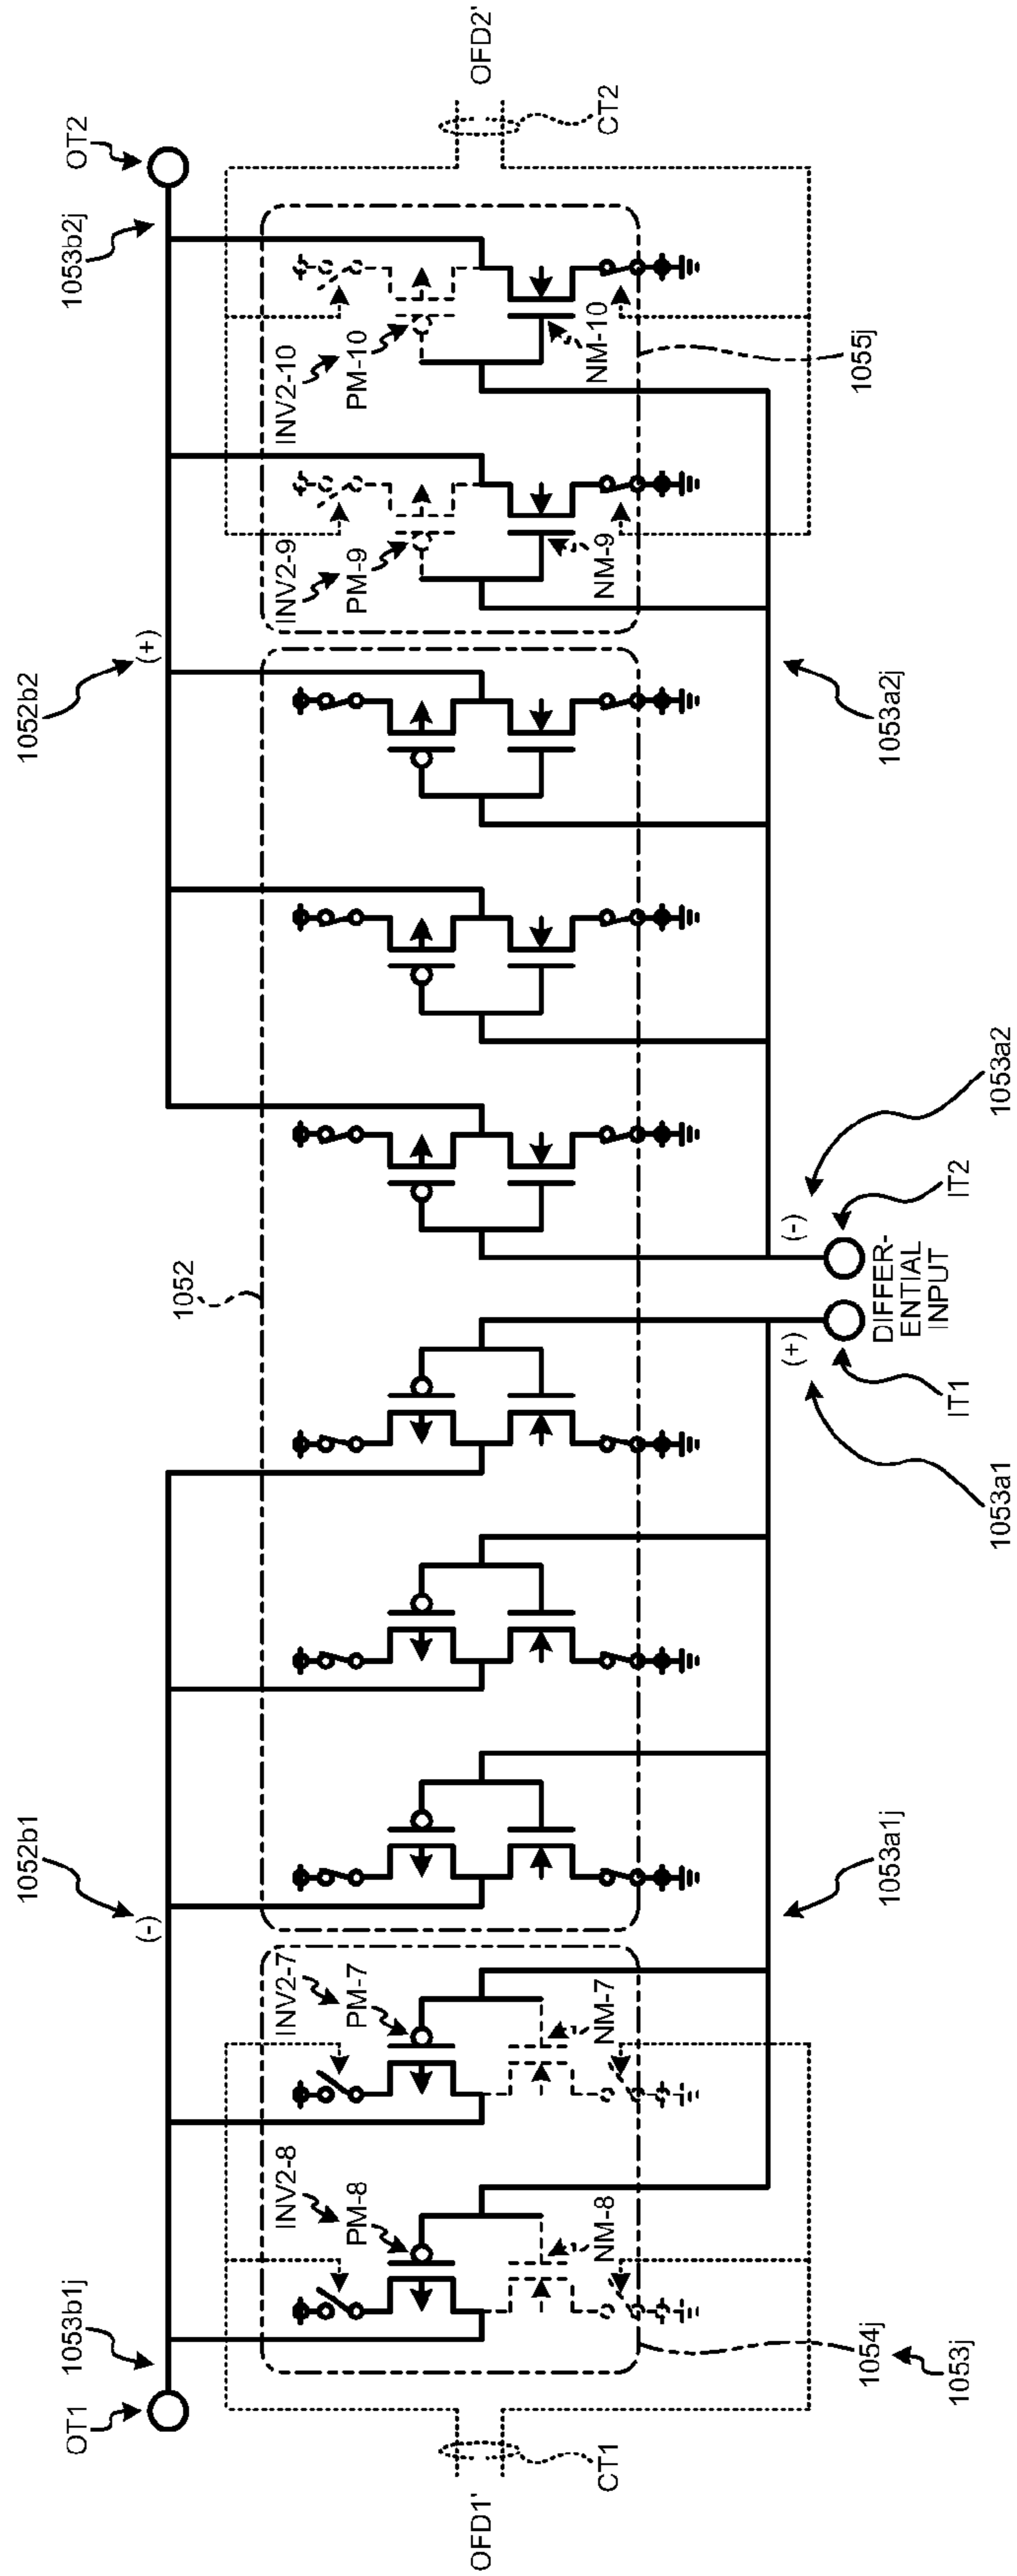 OT1
1053b1j
1052b1
(-)
1052b2
(+)
1053b2j
OT2
OFD1'
CT1
INV2-8
PM-8
NM-8
INV2-7
PM-7
NM-7
1054j
1053j
1053a1j
1052
1053a1
(+)
IT1
DIFFER-
ENTIAL
INPUT
(-)
IT2
1053a2
1053a2j
INV2-9
PM-9
NM-9
INV2-10
PM-10
NM-10
1055j
OFD2'
CT2